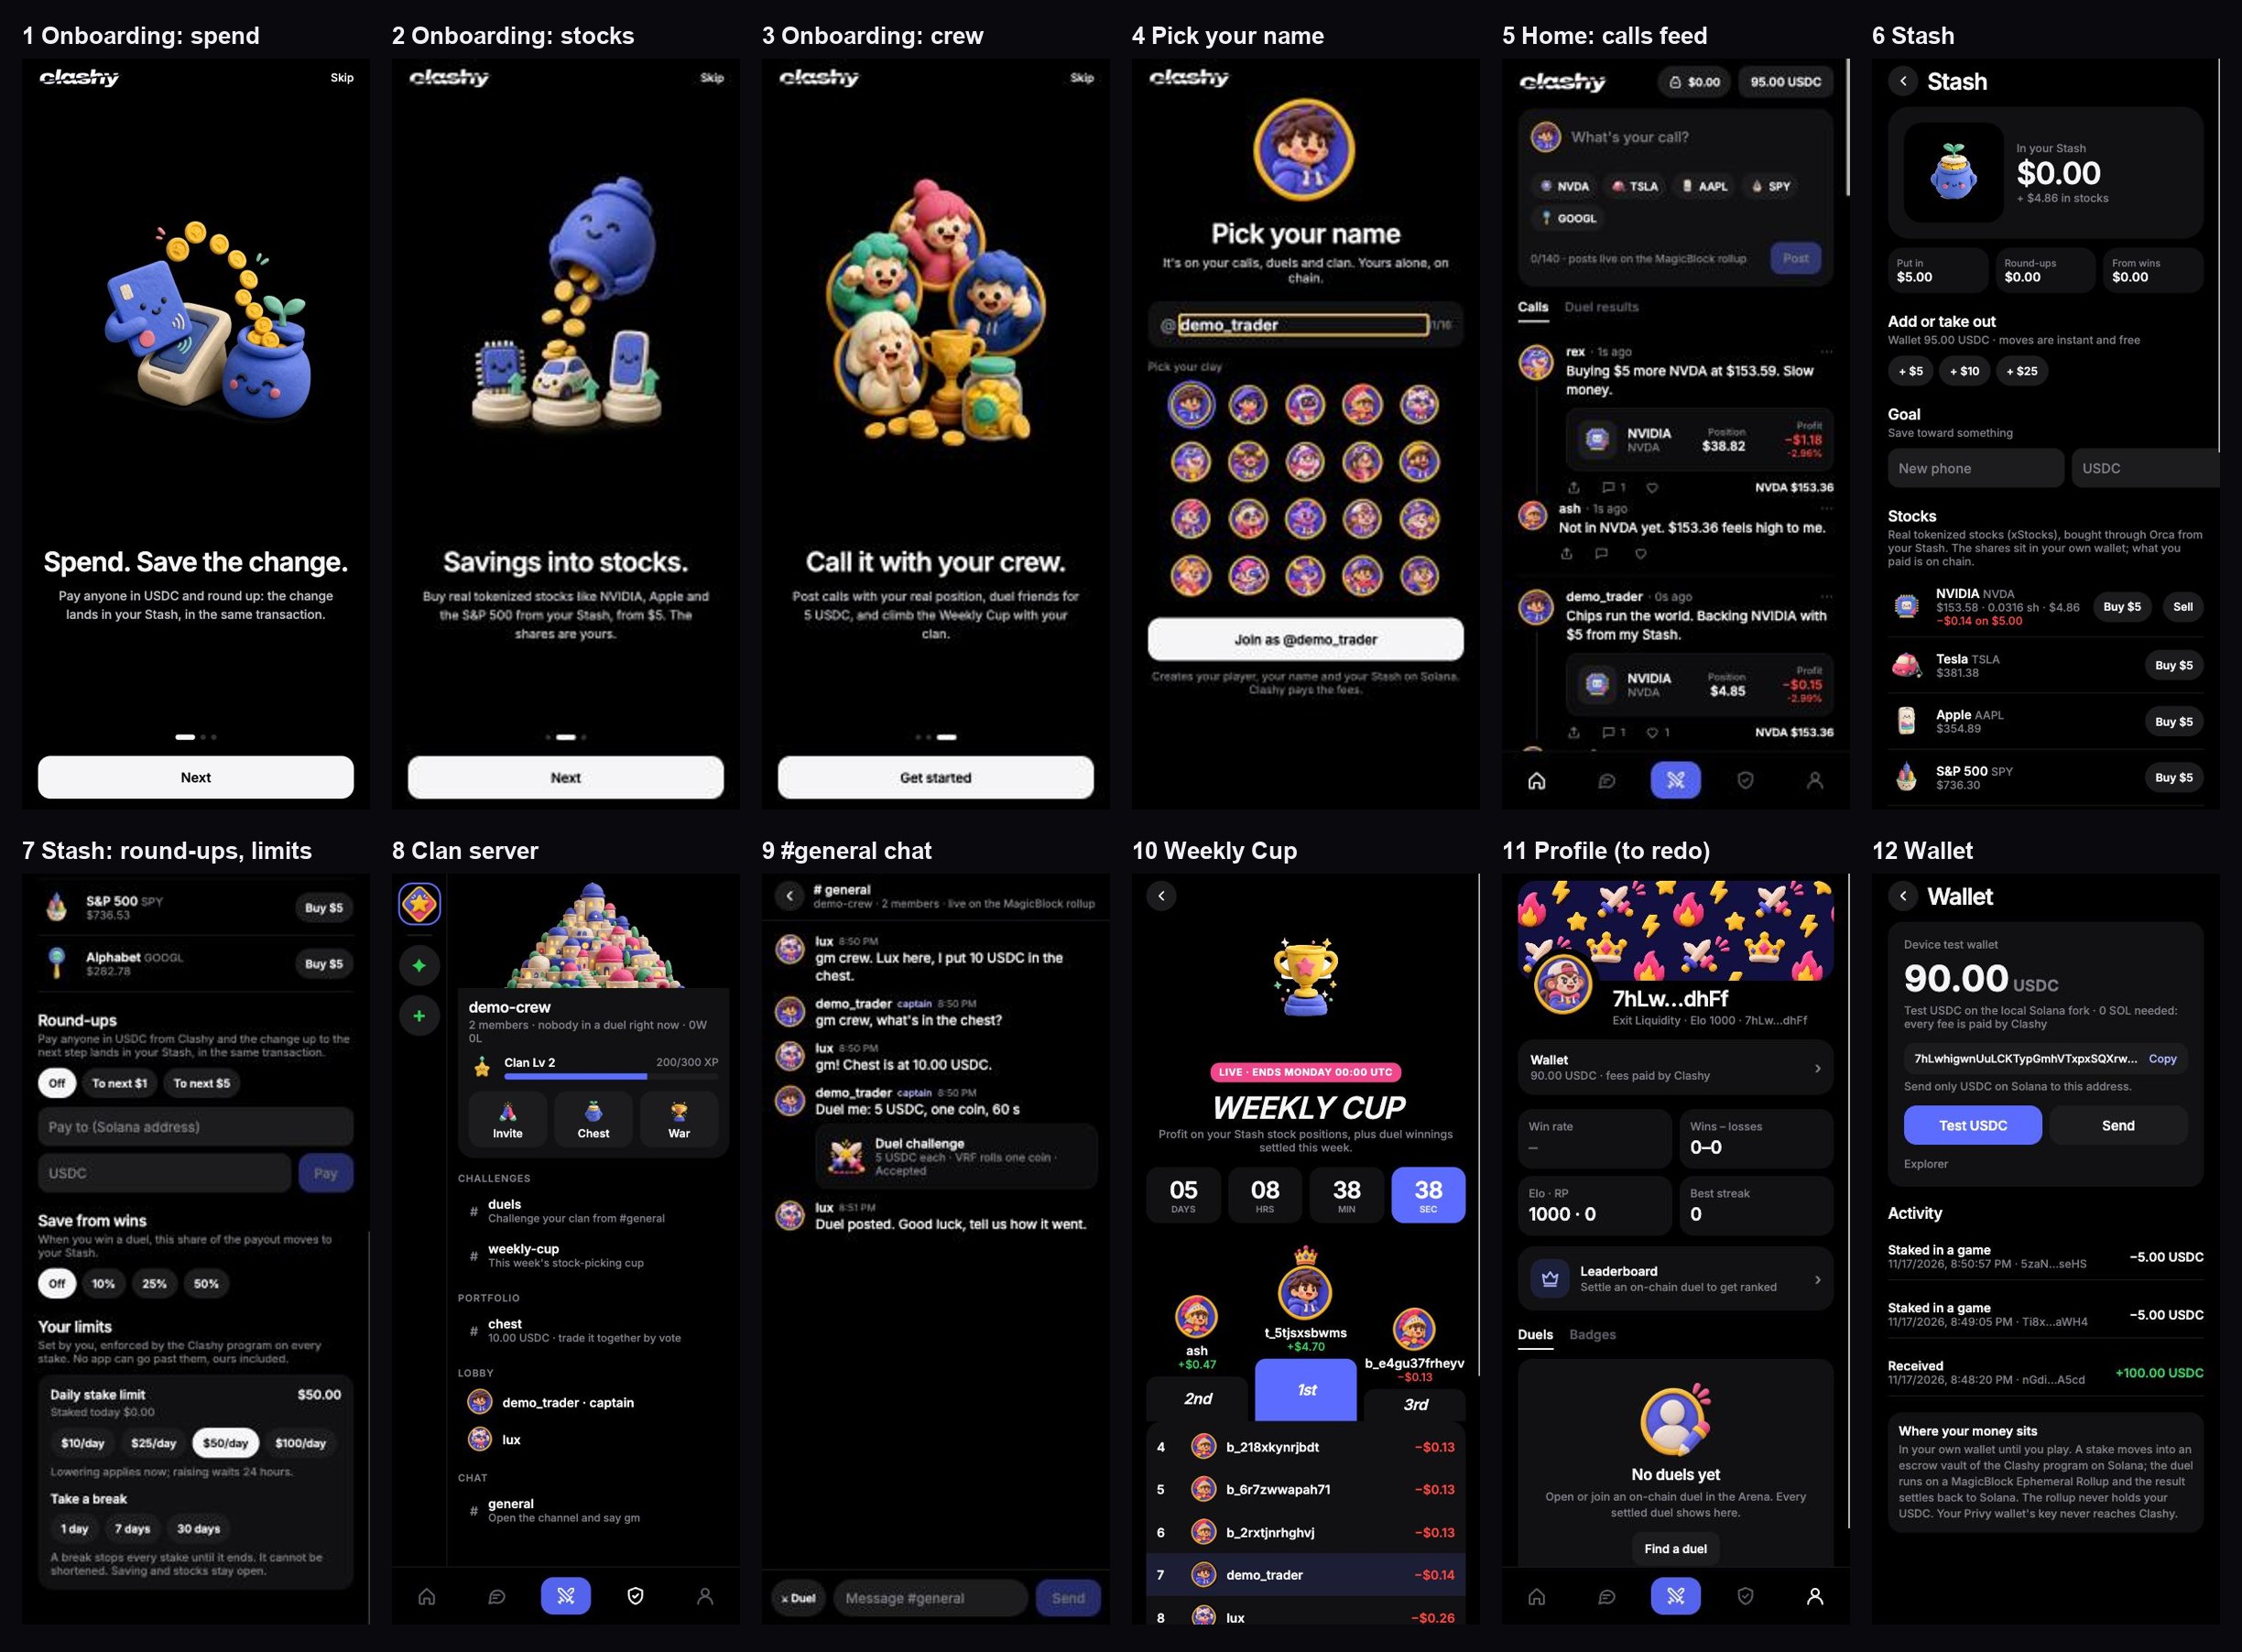 1 Onboarding: spend
clashy
Skip
Spend. Save the change.
Pay anyone in USDC and round up: the change
lands in your Stash, in the same transaction.
Next
2 Onboarding: stocks
clashy
Skip
Savings into stocks.
Buy real tokenized stocks like NVIDIA, Apple and
the S&P 500 from your Stash, from $5. The
shares are yours.
Next
3 Onboarding: crew
clashy
Skip
Call it with your crew.
Post calls with your real position, duel friends for
5 USDC, and climb the Weekly Cup with your
clan.
Get started
4 Pick your name
clashy
Pick your name
It's on your calls, duels and clan. Yours alone, on
chain.
@demo_trader
Pick your clay
Join as @demo_trader
Creates your player, your name and your Stash on Solana.
Clashy pays the fees.
5 Home: calls feed
clashy
$0.00
95.00 USDC
What's your call?
NVDA
TSLA
AAPL
SPY
GOOGL
0/140 · posts live on the MagicBlock rollup
Post
Calls
Duel results
rex · 1s ago
Buying $5 more NVDA at $153.59. Slow
money.
NVIDIA
NVDA
Position
$38.82
Profit
−$1.18
-2.96%
1
NVDA $153.36
ash · 1s ago
Not in NVDA yet. $153.36 feels high to me.
demo_trader · 0s ago
Chips run the world. Backing NVIDIA with
$5 from my Stash.
NVIDIA
NVDA
Position
$4.85
Profit
−$0.15
-2.99%
1
1
NVDA $153.36
6 Stash
Stash
In your Stash
$0.00
+ $4.86 in stocks
Put in
$5.00
Round-ups
$0.00
From wins
$0.00
Add or take out
Wallet 95.00 USDC · moves are instant and free
+ $5
+ $10
+ $25
Goal
Save toward something
New phone
USDC
Stocks
Real tokenized stocks (xStocks), bought through Orca from
your Stash. The shares sit in your own wallet; what you
paid is on chain.
NVIDIA NVDA
$153.58 · 0.0316 sh · $4.86
−$0.14 on $5.00
Buy $5
Sell
Tesla TSLA
$381.38
Buy $5
Apple AAPL
$354.89
Buy $5
S&P 500 SPY
$736.30
Buy $5
7 Stash: round-ups, limits
S&P 500 SPY
$736.53
Buy $5
Alphabet GOOGL
$282.78
Buy $5
Round-ups
Pay anyone in USDC from Clashy and the change up to the
next step lands in your Stash, in the same transaction.
Off
To next $1
To next $5
Pay to (Solana address)
USDC
Pay
Save from wins
When you win a duel, this share of the payout moves to
your Stash.
Off
10%
25%
50%
Your limits
Set by you, enforced by the Clashy program on every
stake. No app can go past them, ours included.
Daily stake limit
$50.00
Staked today $0.00
$10/day
$25/day
$50/day
$100/day
Lowering applies now; raising waits 24 hours.
Take a break
1 day
7 days
30 days
A break stops every stake until it ends. It cannot be
shortened. Saving and stocks stay open.
8 Clan server
demo-crew
2 members · nobody in a duel right now · 0W
0L
Clan Lv 2
200/300 XP
Invite
Chest
War
CHALLENGES
# duels
Challenge your clan from #general
# weekly-cup
This week's stock-picking cup
PORTFOLIO
# chest
10.00 USDC · trade it together by vote
LOBBY
demo_trader · captain
lux
CHAT
# general
Open the channel and say gm
9 #general chat
# general
demo-crew · 2 members · live on the MagicBlock rollup
lux 8:50 PM
gm crew. Lux here, I put 10 USDC in the
chest.
demo_trader captain 8:50 PM
gm crew, what's in the chest?
lux 8:50 PM
gm! Chest is at 10.00 USDC.
demo_trader captain 8:50 PM
Duel me: 5 USDC, one coin, 60 s
Duel challenge
5 USDC each · VRF rolls one coin ·
Accepted
lux 8:51 PM
Duel posted. Good luck, tell us how it went.
Duel
Message #general
Send
10 Weekly Cup
LIVE · ENDS MONDAY 00:00 UTC
WEEKLY CUP
Profit on your Stash stock positions, plus duel winnings
settled this week.
05
DAYS
08
HRS
38
MIN
38
SEC
ash
+$0.47
2nd
t_5tjsxsbwms
+$4.70
1st
b_e4gu37frheyv
−$0.13
3rd
4 b_218xkynrjbdt −$0.13
5 b_6r7zwwapah71 −$0.13
6 b_2rxtjnrhghvj −$0.13
7 demo_trader −$0.14
8 lux −$0.26
11 Profile (to redo)
7hLw...dhFf
Exit Liquidity · Elo 1000 · 7hLw...dhFf
Wallet
90.00 USDC · fees paid by Clashy
Win rate
–
Wins – losses
0–0
Elo · RP
1000 · 0
Best streak
0
Leaderboard
Settle an on-chain duel to get ranked
Duels
Badges
No duels yet
Open or join an on-chain duel in the Arena. Every
settled duel shows here.
Find a duel
12 Wallet
Wallet
Device test wallet
90.00 USDC
Test USDC on the local Solana fork · 0 SOL needed:
every fee is paid by Clashy
7hLwhigwnUuLCKTypGmhVTxpxSQXrw...
Copy
Send only USDC on Solana to this address.
Test USDC
Send
Explorer
Activity
Staked in a game
11/17/2026, 8:50:57 PM · 5zaN...seHS
−5.00 USDC
Staked in a game
11/17/2026, 8:49:05 PM · Ti8x...aWH4
−5.00 USDC
Received
11/17/2026, 8:48:20 PM · nGdi...A5cd
+100.00 USDC
Where your money sits
In your own wallet until you play. A stake moves into an
escrow vault of the Clashy program on Solana; the duel
runs on a MagicBlock Ephemeral Rollup and the result
settles back to Solana. The rollup never holds your
USDC. Your Privy wallet's key never reaches Clashy.